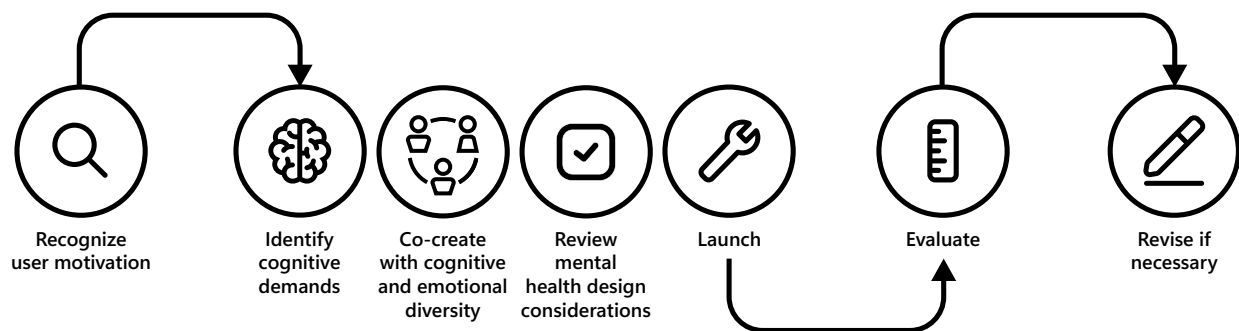 Recognize
user motivation
Identify
cognitive
demands
Co-create
with cognitive
and emotional
diversity
Review
mental
health design
considerations
Launch
Evaluate
Revise if
necessary